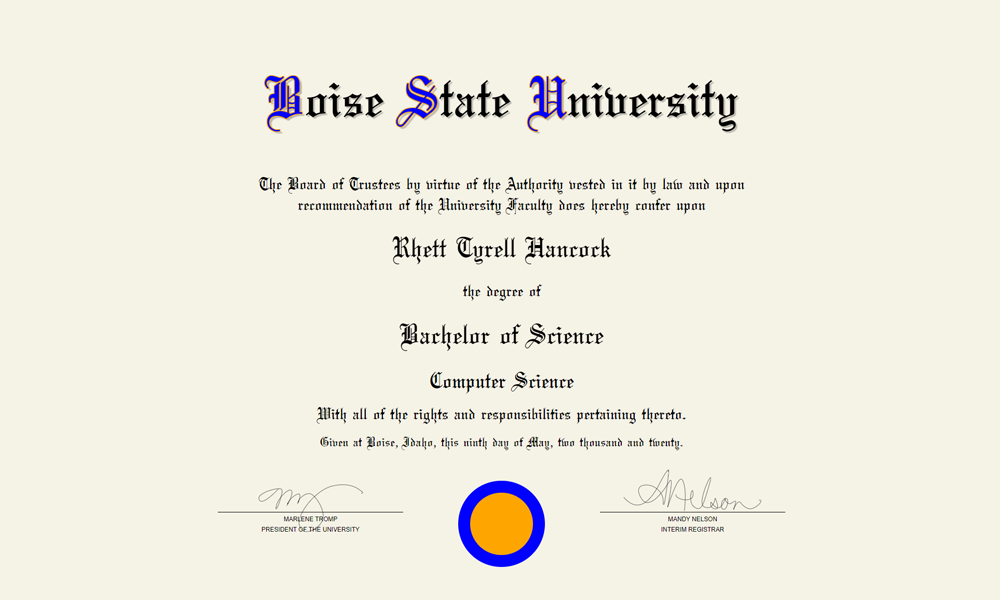 Boise State University
The Board of Trustees by virtue of the Authority vested in it by law and upon
recommendation of the University Faculty does hereby confer upon
Rhett Tyrell Hancock
the degree of
Bachelor of Science
Computer Science
With all of the rights and responsibilities pertaining thereto.
Given at Boise, Idaho, this ninth day of May, two thousand and twenty.
ANelson
MARLENE TROMP
MANDY NELSON
PRESIDENT OF THE UNIVERSITY
INTERIM REGISTRAR